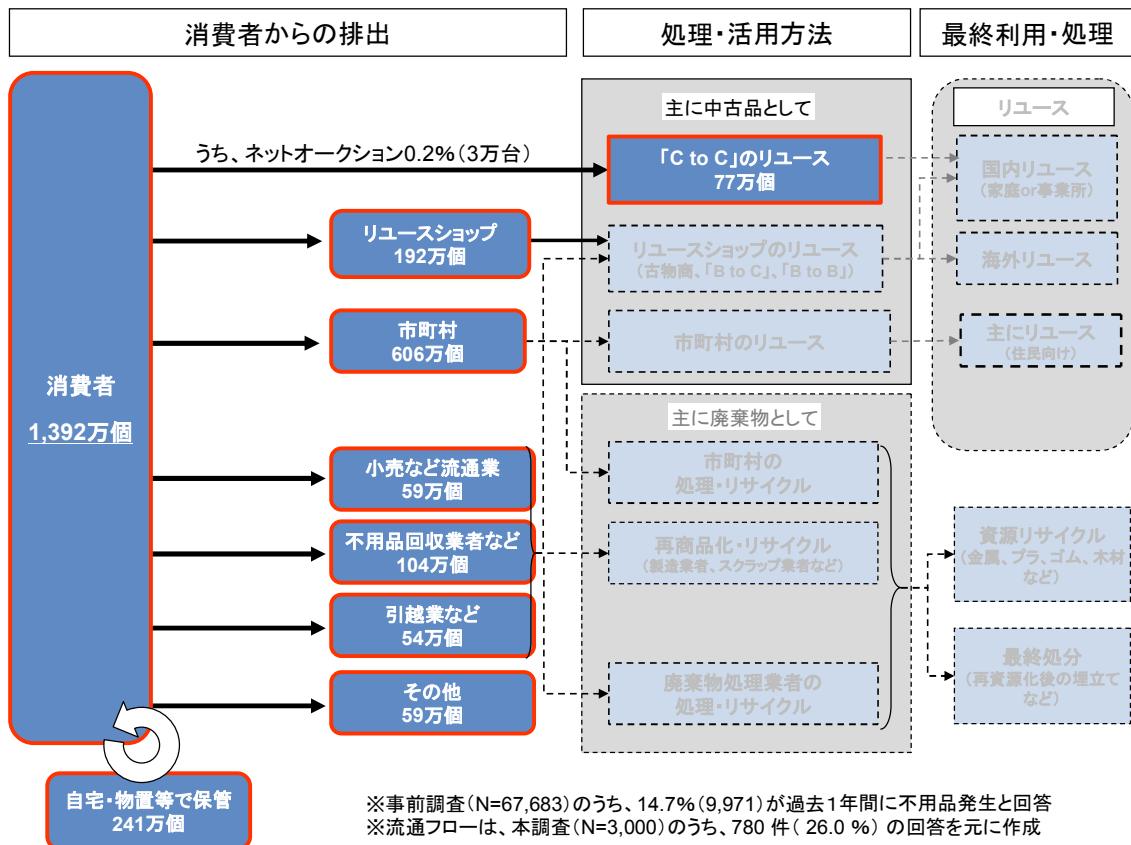 消費者からの排出
処理・活用方法
最終利用・処理
主に中古品として
リユース
うち、ネットオークション0.2%(3万台)
「C to C」のリユース
77万個
国内リユース
(家庭or事業所)
リユースショップ
192万個
リユースショップのリユース
(古物商、「B to C」、「B to B」)
海外リユース
市町村
606万個
市町村のリユース
主にリユース
(住民向け)
消費者
1,392万個
主に廃棄物として
小売など流通業
59万個
市町村の
処理・リサイクル
不用品回収業者など
104万個
再商品化・リサイクル
(製造業者、スクラップ業者など)
資源リサイクル
(金属、プラ、ゴム、木材
など)
引越業など
54万個
その他
59万個
廃棄物処理業者の
処理・リサイクル
最終処分
(再資源化後の埋立て
など)
自宅・物置等で保管
241万個
※事前調査(N=67,683)のうち、14.7%(9,971)が過去1年間に不用品発生と回答
※流通フローは、本調査(N=3,000)のうち、780 件( 26.0 %) の回答を元に作成